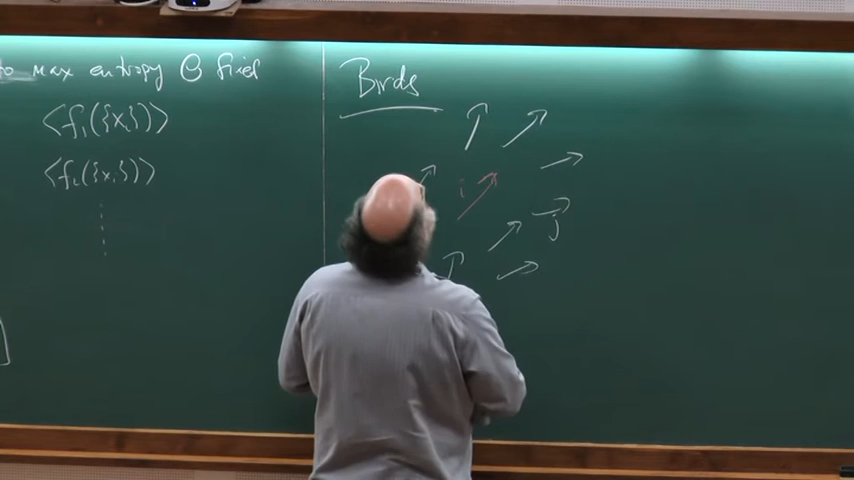 to max entropy @ fixed
<f₁({xᵢ})>
<f₂({xᵢ})>
Birds
i
j